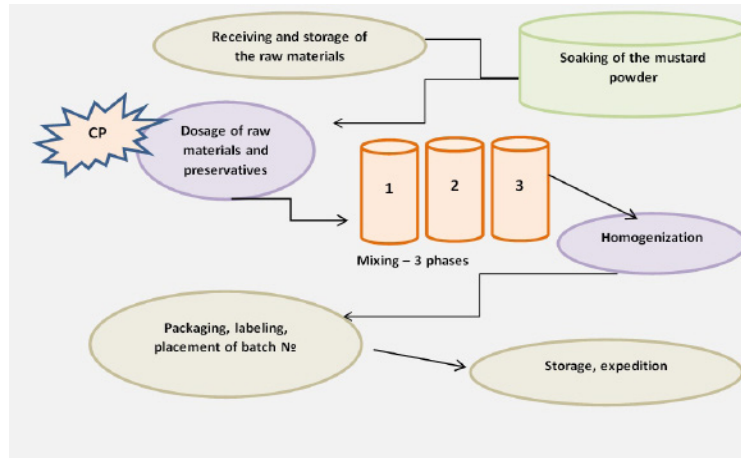 Receiving and storage of
the raw materials
Soaking of the mustard
powder
CP
Dosage of raw
materials and
preservatives
1
2
3
Homogenization
Mixing – 3 phases
Packaging, labeling,
placement of batch №
Storage, expedition